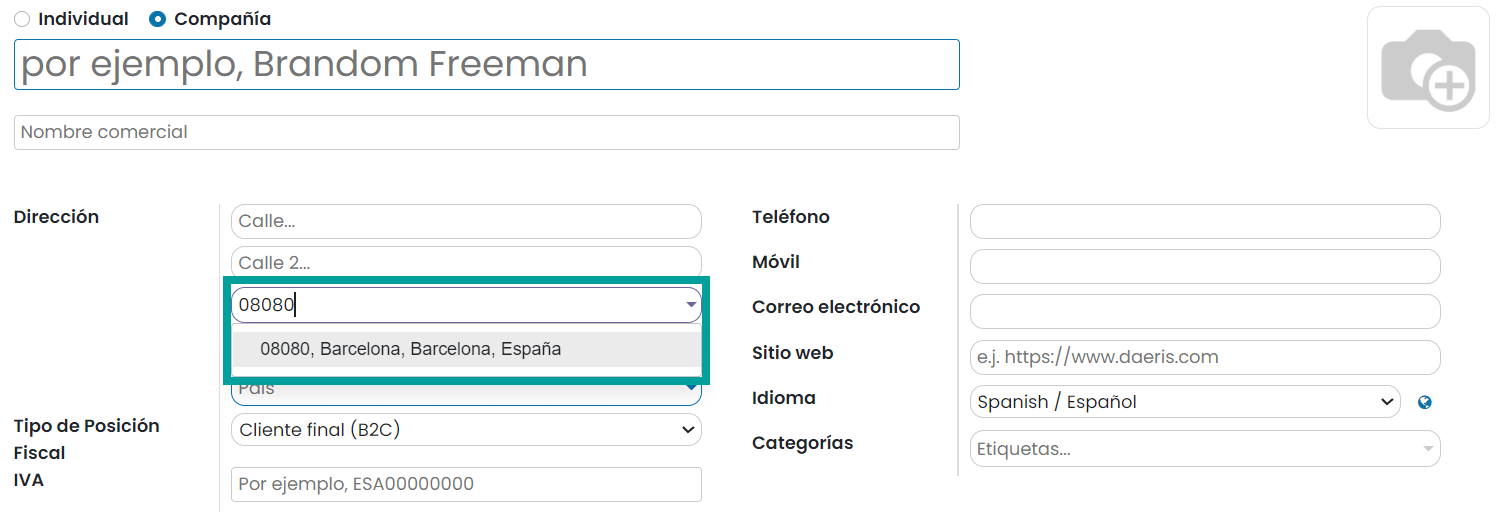 Individual Compañía
por ejemplo, Brandom Freeman
Nombre comercial
Dirección
Calle...
Calle 2...
08080
08080, Barcelona, Barcelona, España
País
Tipo de Posición
Fiscal
Cliente final (B2C)
IVA
Por ejemplo, ESA00000000
Teléfono
Móvil
Correo electrónico
Sitio web
e.j. https://www.daeris.com
Idioma
Spanish / Español
Categorías
Etiquetas...